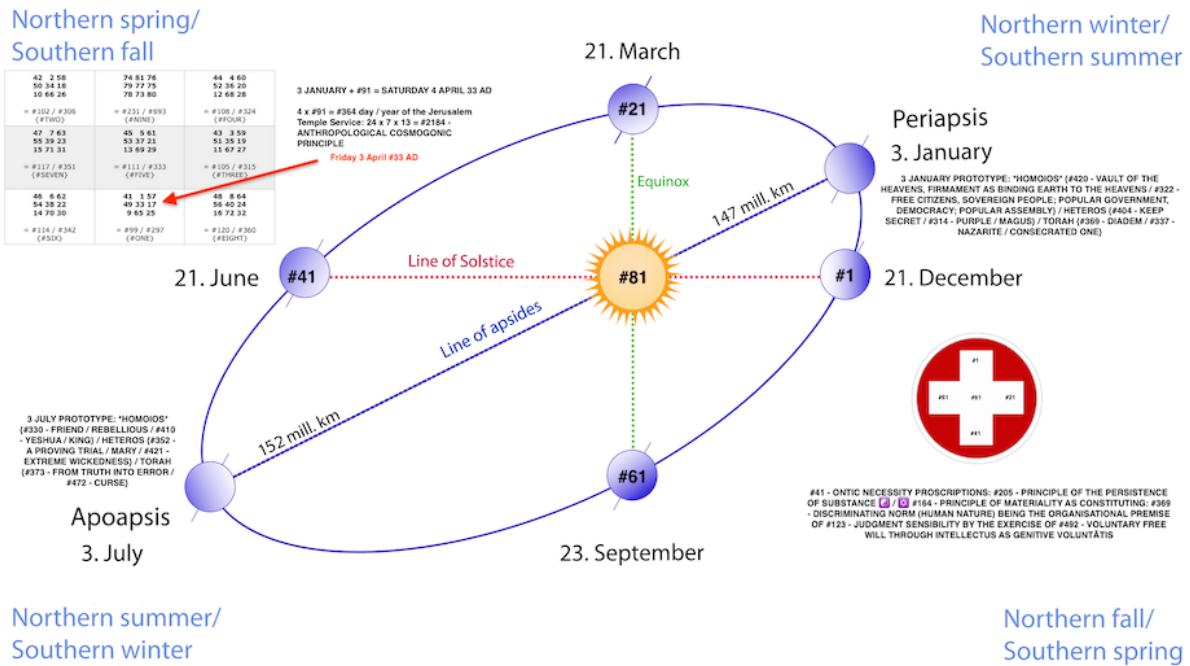 Northern spring/
Southern fall
Northern winter/
Southern summer
21. March
42 2 58
50 34 18
10 66 26
= #102 / #306
{#TWO}
74 81 76
79 77 75
78 73 80
= #231 / #693
{#NINE}
44 4 60
52 36 20
12 68 28
= #108 / #324
{#FOUR}
47 7 63
55 39 23
15 71 31
= #117 / #351
{#SEVEN}
45 5 61
53 37 21
13 69 29
= #111 / #333
{#FIVE}
43 3 59
51 35 19
11 67 27
= #105 / #315
{#THREE}
46 6 62
54 38 22
14 70 30
= #114 / #342
{#SIX}
41 1 57
49 33 17
9 65 25
= #99 / #297
{#ONE}
48 8 64
56 40 24
16 72 32
= #120 / #360
{#EIGHT}
3 JANUARY + #91 = SATURDAY 4 APRIL 33 AD
4 x #91 = #364 day / year of the Jerusalem
Temple Service: 24 x 7 x 13 = #2184 -
ANTHROPOLOGICAL COSMOGONIC
PRINCIPLE
Friday 3 April #33 AD
#21
Periapsis
3. January
3 JANUARY PROTOTYPE: *HOMOIOS* {#420 - VAULT OF THE
HEAVENS, FIRMAMENT AS BINDING EARTH TO THE HEAVENS / #322 -
FREE CITIZENS, SOVEREIGN PEOPLE; POPULAR GOVERNMENT,
DEMOCRACY; POPULAR ASSEMBLY} / HETEROS {#404 - KEEP
SECRET / #314 - PURPLE / MAGUS} / TORAH {#369 - DIADEM / #337 -
NAZARITE / CONSECRATED ONE}
Equinox
147 mill. km
21. June
#41
Line of Solstice
#81
#1
21. December
Line of apsides
152 mill. km
#1
#81
#61
#21
#41
3 JULY PROTOTYPE: *HOMOIOS*
{#330 - FRIEND / REBELLIOUS / #410
- YESHUA / KING} / HETEROS {#352 -
A PROVING TRIAL / MARY / #421 -
EXTREME WICKEDNESS} / TORAH
{#373 - FROM TRUTH INTO ERROR /
#472 - CURSE}
#61
Apoapsis
3. July
23. September
#41 - ONTIC NECESSITY PROSCRIPTIONS: #205 - PRINCIPLE OF THE PERSISTENCE
OF SUBSTANCE / #164 - PRINCIPLE OF MATERIALITY AS CONSTITUTING: #369
- DISCRIMINATING NORM {HUMAN NATURE} BEING THE ORGANISATIONAL PREMISE
OF #123 - JUDGMENT SENSIBILITY BY THE EXERCISE OF #492 - VOLUNTARY FREE
WILL THROUGH INTELLECTUS AS GENITIVE VOLUNTĀTIS
Northern summer/
Southern winter
Northern fall/
Southern spring